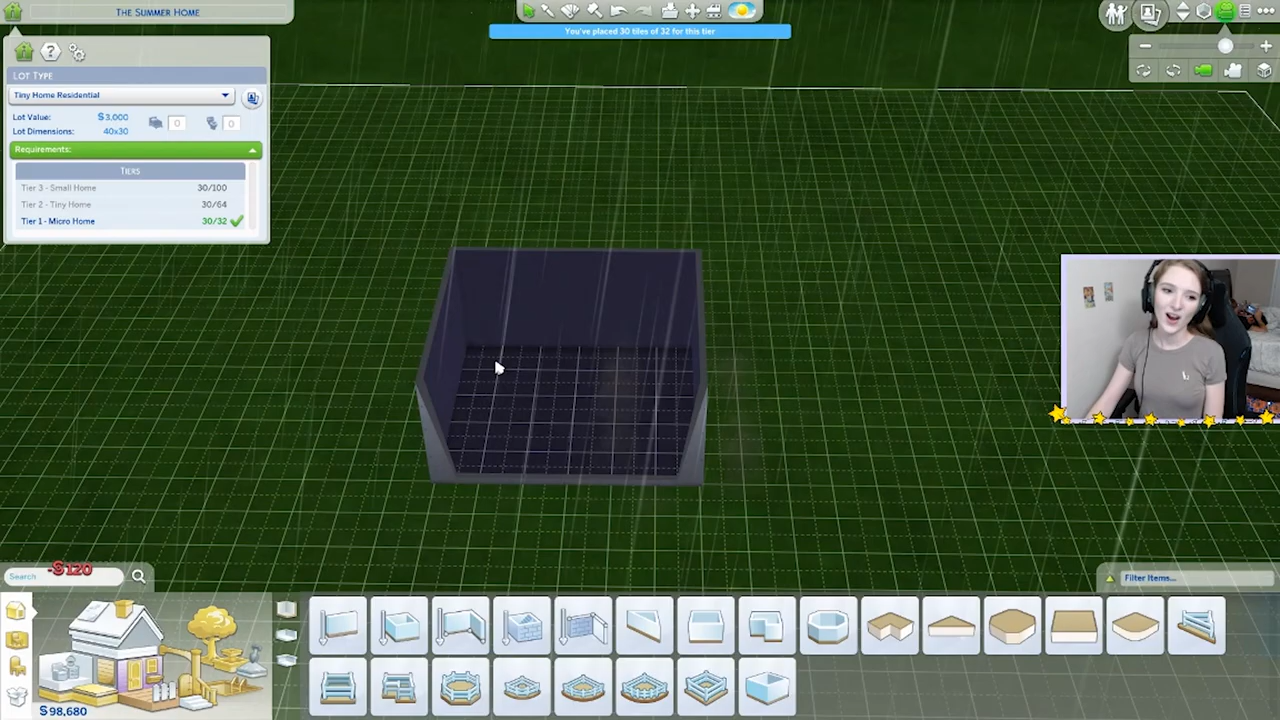 The Summer Home
You've placed 30 tiles of 32 for this tier
Lot Type
Tiny Home Residential
Lot Value: §3,000 0 0
Lot Dimensions: 40x30
Requirements:
Tiers
Tier 3 - Small Home 30/100
Tier 2 - Tiny Home 30/64
Tier 1 - Micro Home 30/32
Search
-§120
Filter Items...
§98,680